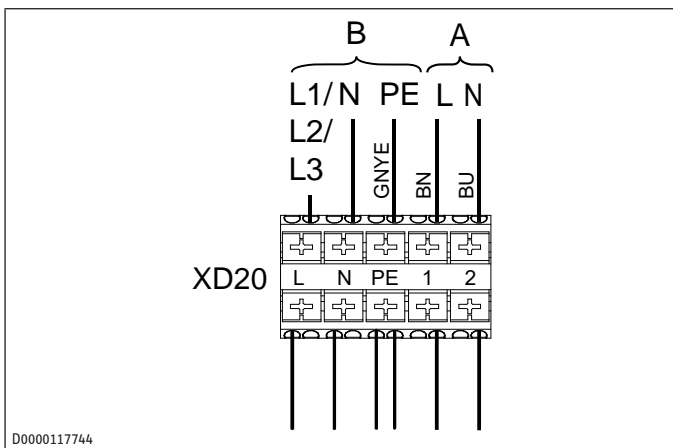 B A
L1/ N PE L N
L2/
L3
GNYE BN BU
XD20 L N PE 1 2
D0000117744